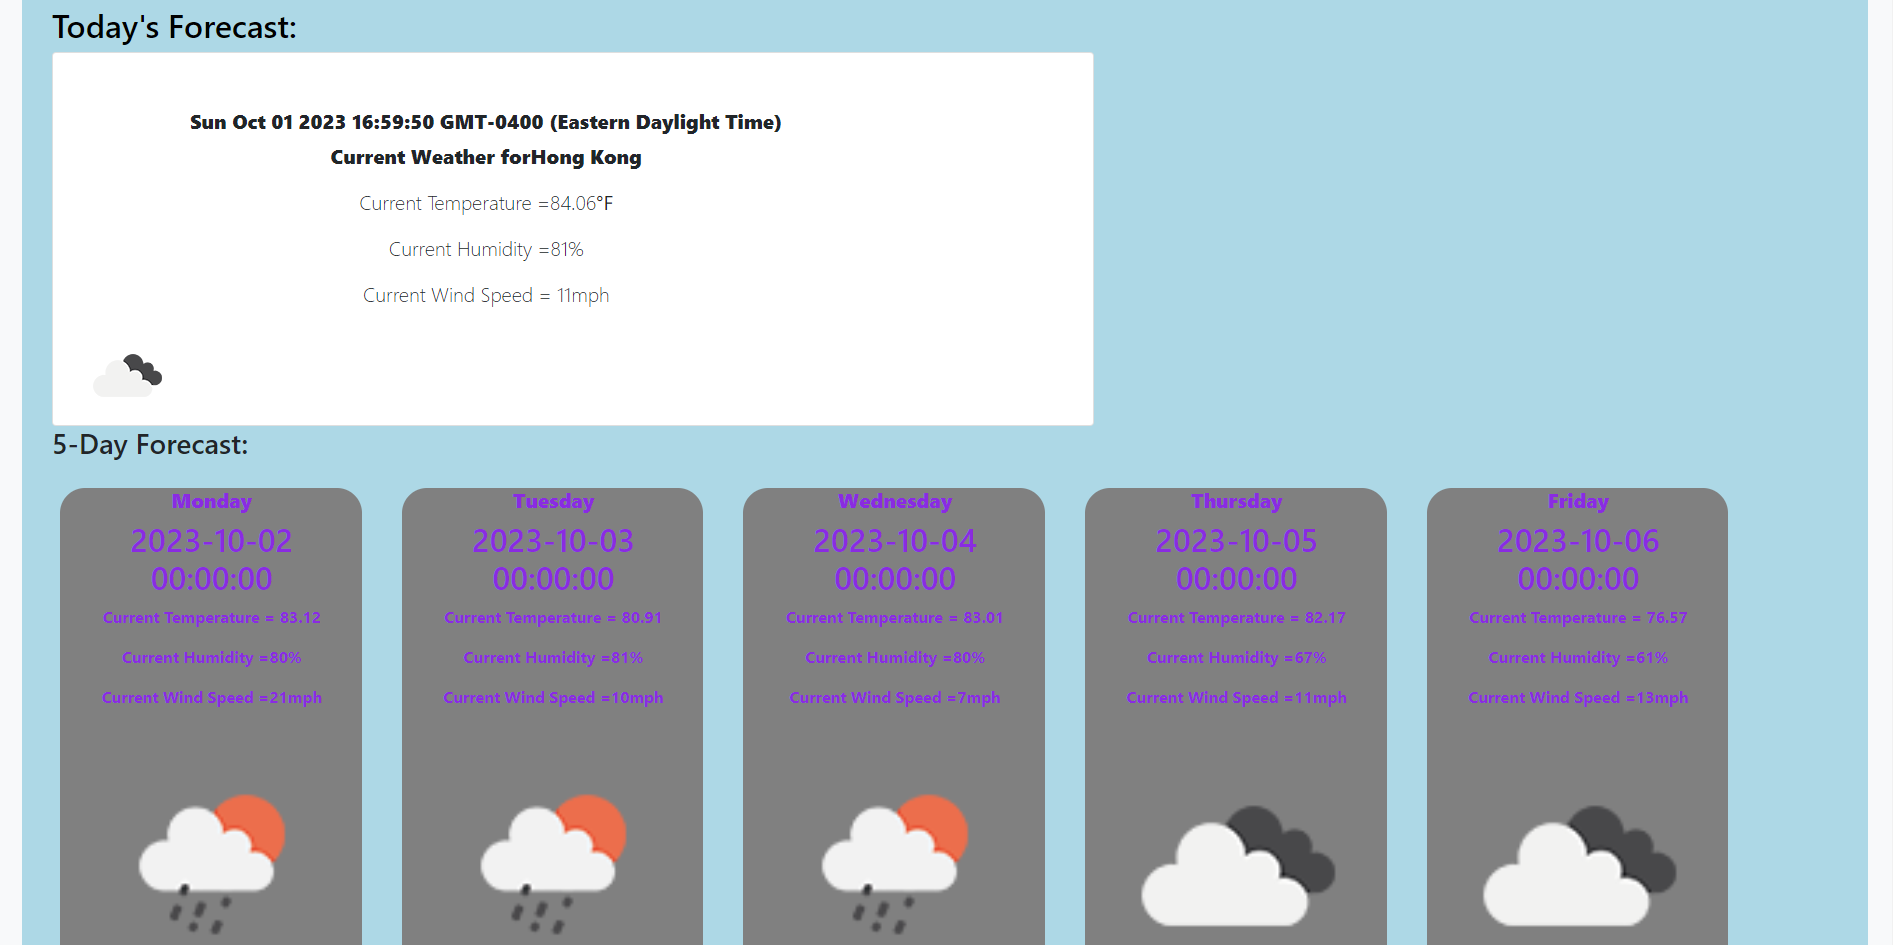 Today's Forecast:
Sun Oct 01 2023 16:59:50 GMT-0400 (Eastern Daylight Time)
Current Weather forHong Kong
Current Temperature =84.06°F
Current Humidity =81%
Current Wind Speed = 11mph
5-Day Forecast:
Monday
2023-10-02
00:00:00
Current Temperature = 83.12
Current Humidity =80%
Current Wind Speed =21mph
Tuesday
2023-10-03
00:00:00
Current Temperature = 80.91
Current Humidity =81%
Current Wind Speed =10mph
Wednesday
2023-10-04
00:00:00
Current Temperature = 83.01
Current Humidity =80%
Current Wind Speed =7mph
Thursday
2023-10-05
00:00:00
Current Temperature = 82.17
Current Humidity =67%
Current Wind Speed =11mph
Friday
2023-10-06
00:00:00
Current Temperature = 76.57
Current Humidity =61%
Current Wind Speed =13mph